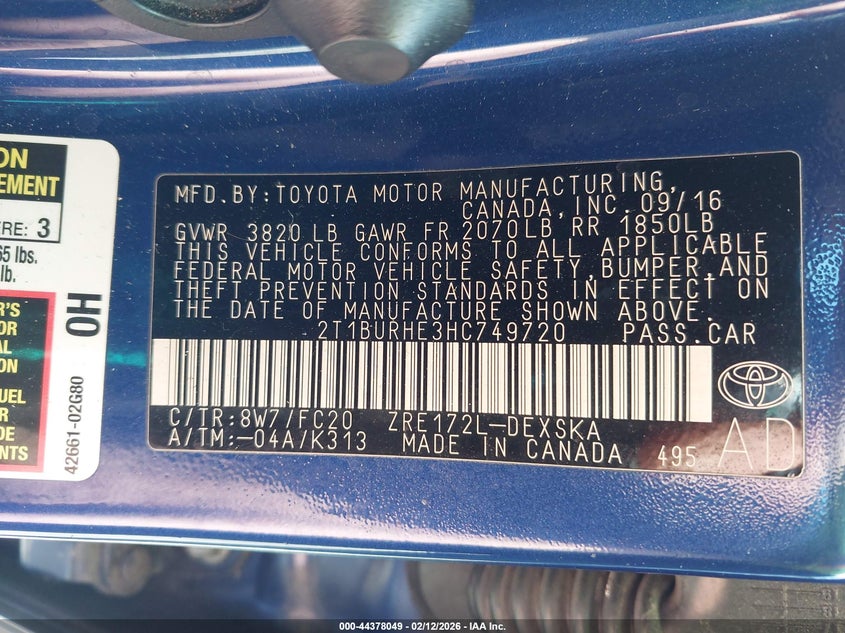 MFD.BY:TOYOTA MOTOR MANUFACTURING,
CANADA,INC.09/16
GVWR 3820 LB GAWR FR 2070LB RR 1850LB
THIS VEHICLE CONFORMS TO ALL APPLICABLE
FEDERAL MOTOR VEHICLE SAFETY,BUMPER,AND
THEFT PREVENTION STANDARDS IN EFFECT ON
THE DATE OF MANUFACTURE SHOWN ABOVE.
2T1BURHE3HC749720 PASS.CAR
C/TR:8W7/FC20 ZRE172L-DEXSKA
A/TM:-04A/K313 MADE IN CANADA 495 AD
ON
EMENT
ERE: 3
65 lbs.
lb.
R'S
OR
AL
ON
UEL
R
DE
ENTS
OH
42661-02G80
000-44378049 - 02/12/2026 - IAA Inc.